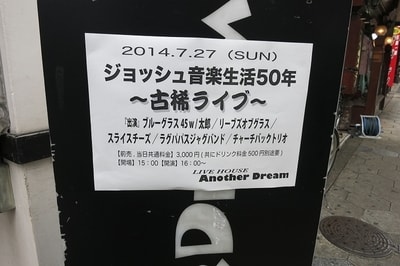 2014.7.27 (SUN)
ジョッシュ音楽生活50年
～古稀ライブ～
『出演』ブルーグラス45w/太郎/リーブズオブグラス/
スライスチーズ/ラグパパスジャグバンド/チャーチバックトリオ
【前売、当日共通料金】3,000円(共にドリンク料金500円別途要)
【開場】15:00【開演】16:00～
LIVE HOUSE
Another Dream